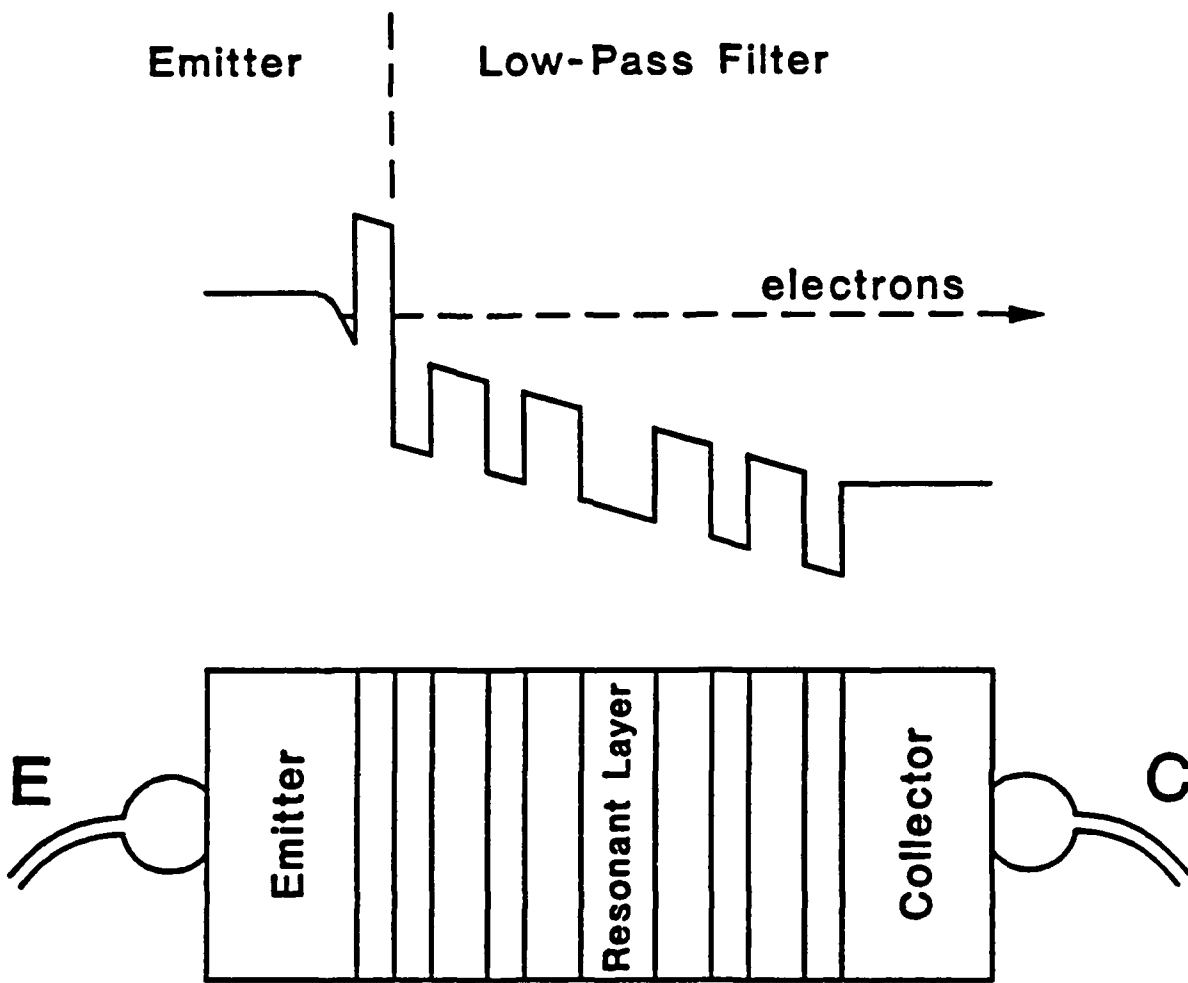 Emitter
Low-Pass Filter
electrons
E
Emitter
Resonant Layer
Collector
C